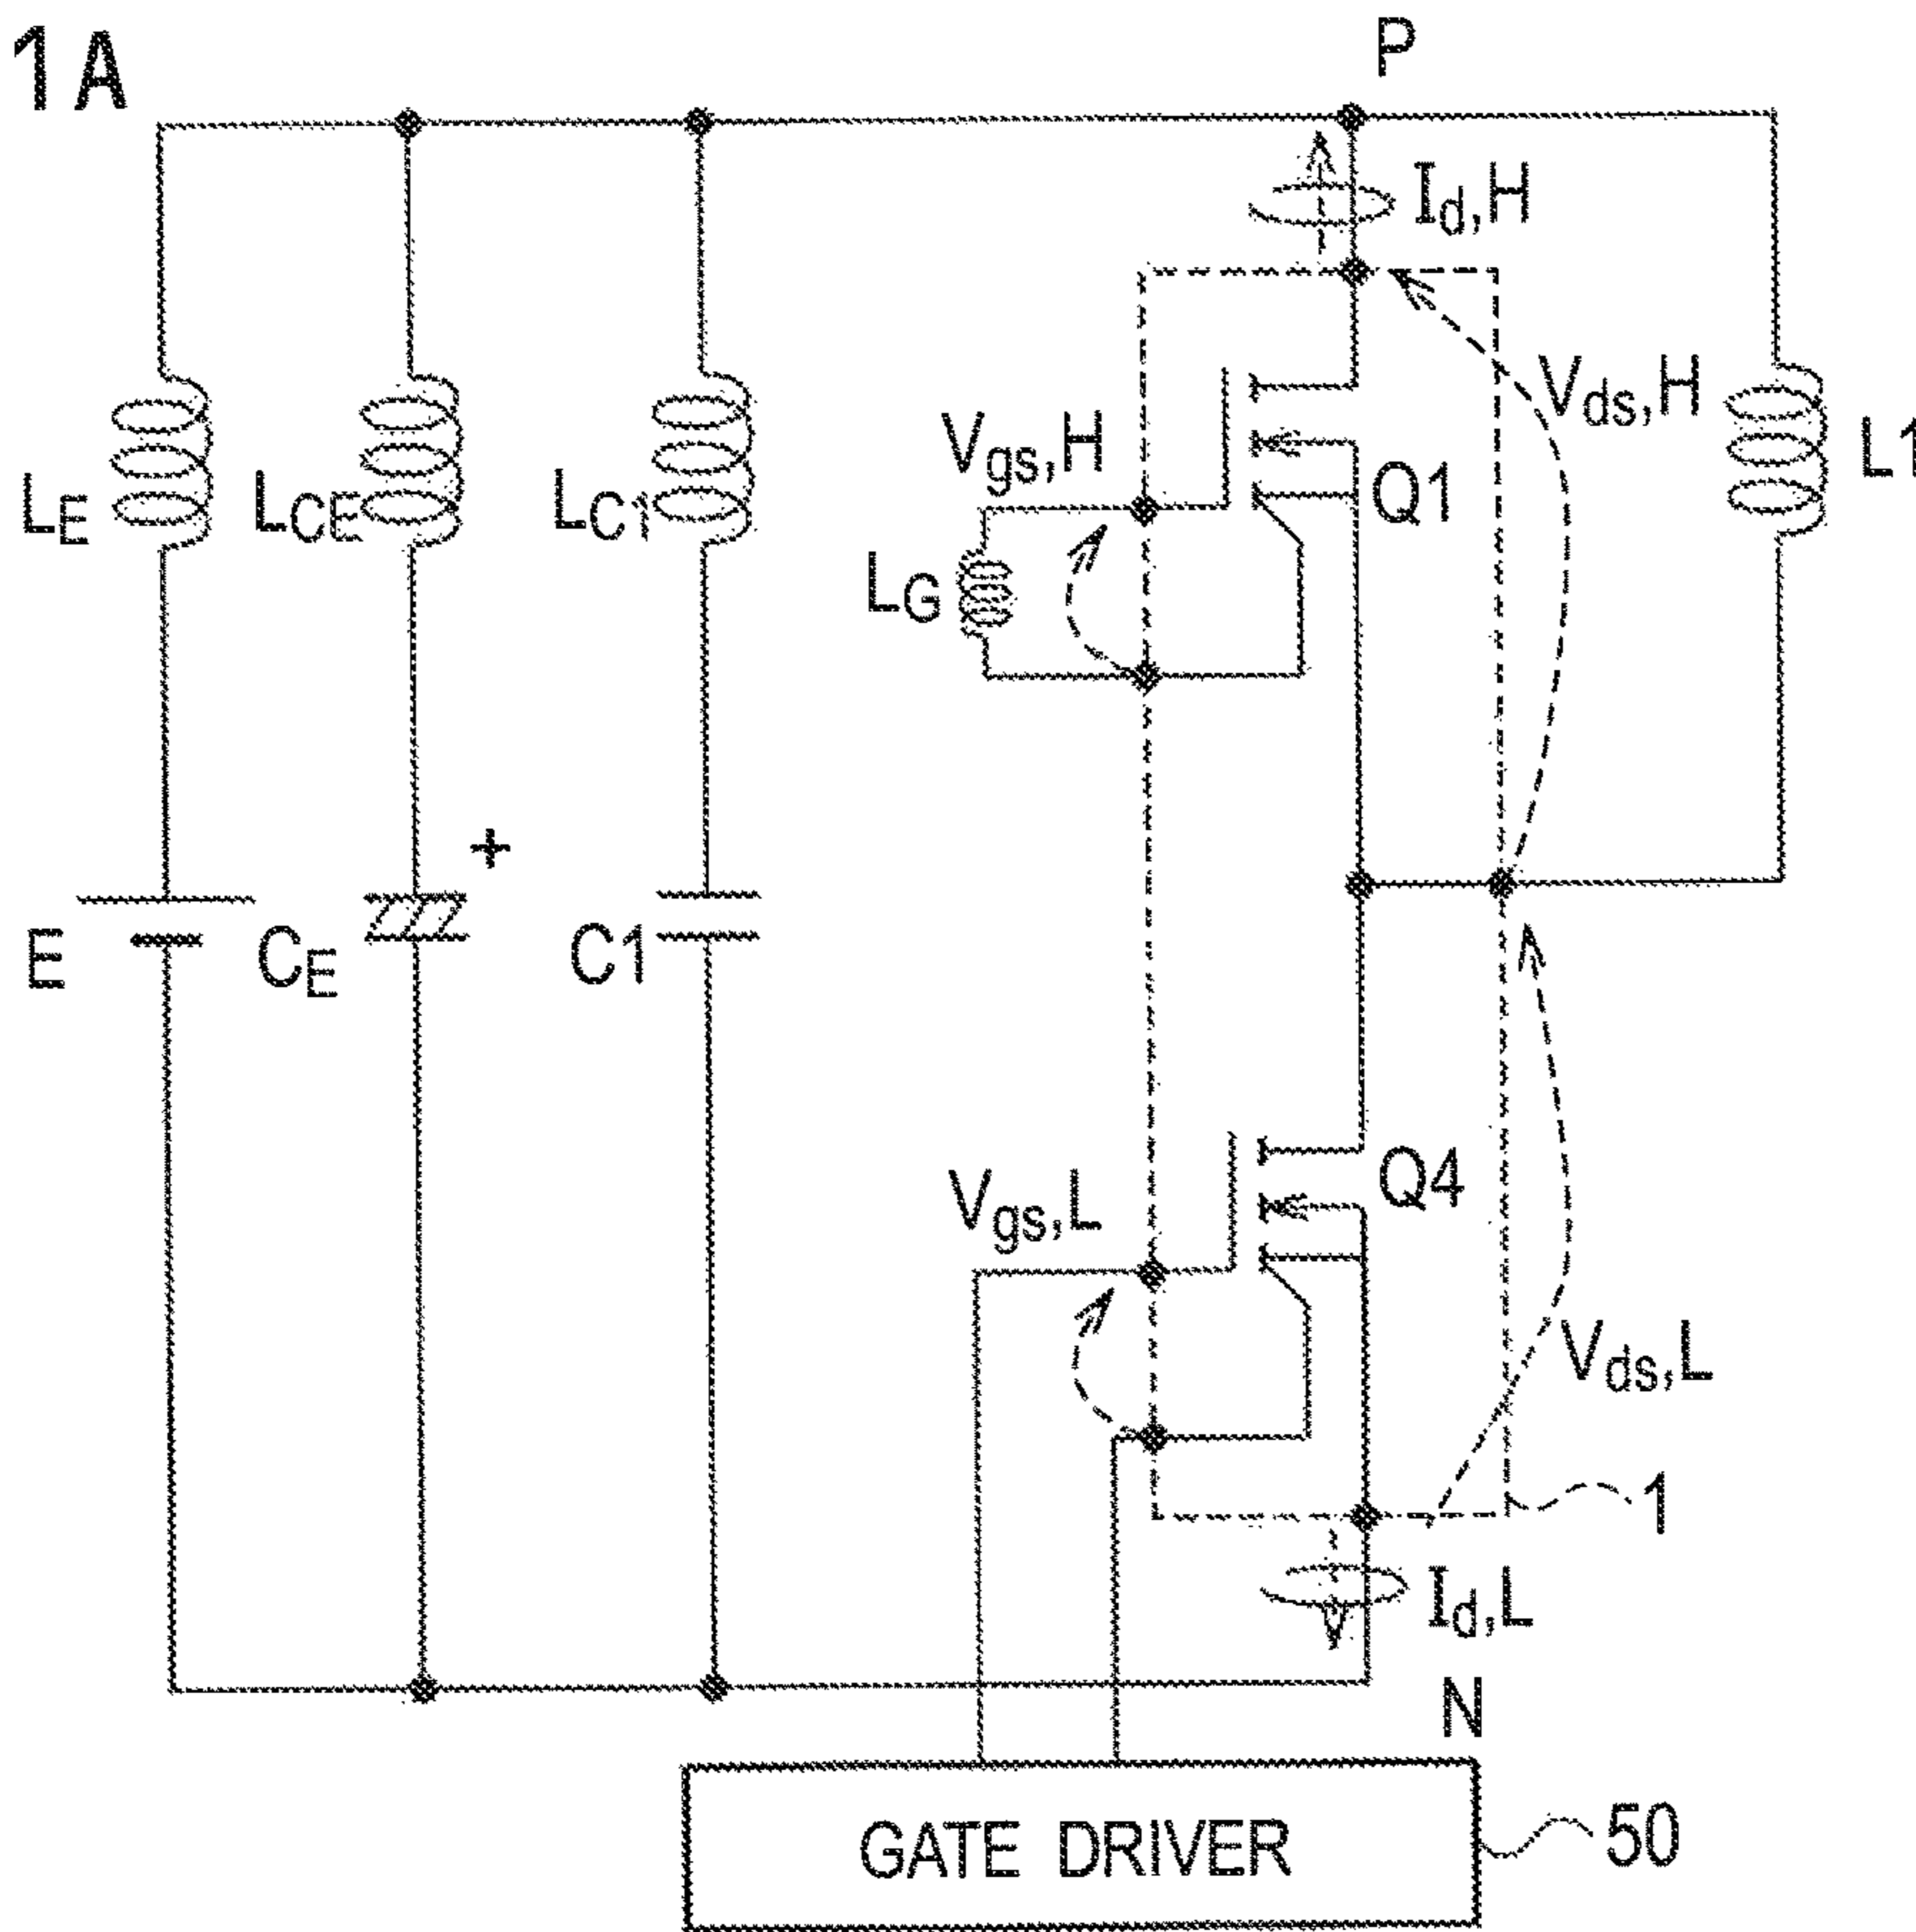 1A
P
Id,H
Vds,H
Vgs,H
Q1
L1
LE
LCE
LC1
LG
+
E
CE
C1
Q4
Vgs,L
Vds,L
1
Id,L
N
GATE DRIVER
50